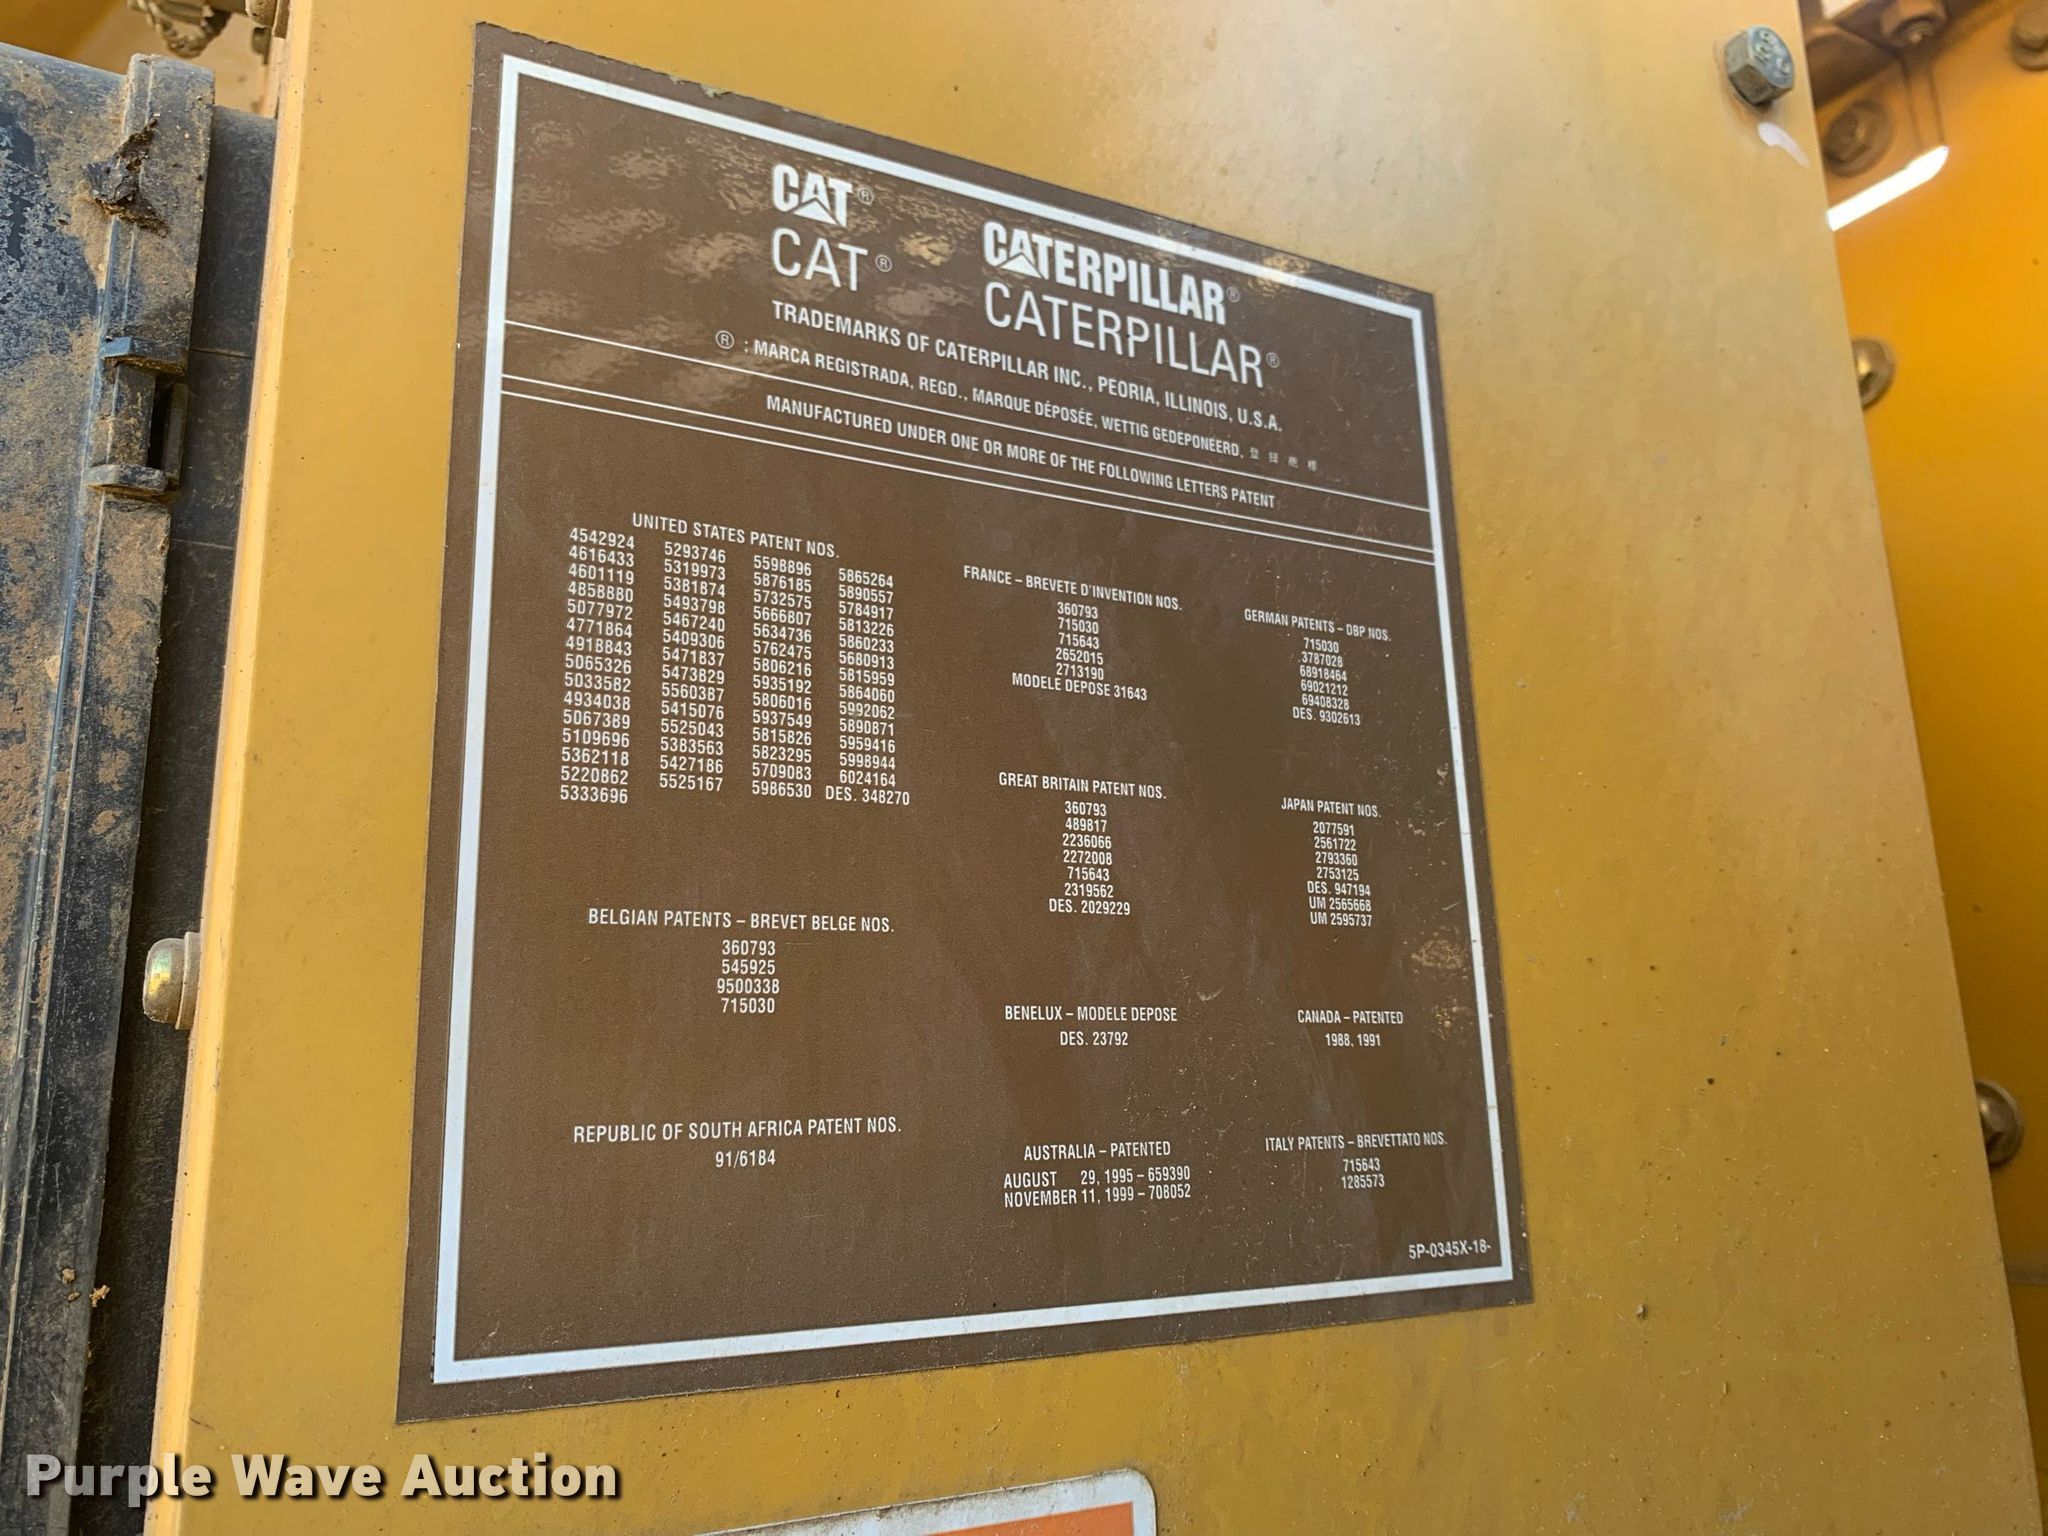 CAT®
CAT®
CATERPILLAR®
CATERPILLAR®
TRADEMARKS OF CATERPILLAR INC., PEORIA, ILLINOIS, U.S.A.
® : MARCA REGISTRADA, REGD., MARQUE DÉPOSÉE, WETTIG GEDEPONEERD, 登 録 商 標
MANUFACTURED UNDER ONE OR MORE OF THE FOLLOWING LETTERS PATENT
UNITED STATES PATENT NOS.
4542924
4616433
4601119
4858880
5077972
4771864
4918843
5065326
5033582
4934038
5067389
5109696
5362118
5220862
5333696
5293746
5319973
5381874
5493798
5467240
5409306
5471837
5473829
5560387
5415076
5525043
5383563
5427186
5525167
5598896
5876185
5732575
5666807
5634736
5762475
5806216
5935192
5806016
5937549
5815826
5823295
5709083
5986530
5865264
5890557
5784917
5813226
5860233
5680913
5815959
5864060
5992062
5890871
5959416
5998944
6024164
DES. 348270
FRANCE – BREVETE D'INVENTION NOS.
360793
715030
715643
2652015
2713190
MODELE DEPOSE 31643
GERMAN PATENTS – DBP NOS.
715030
3787028
68918464
69021212
69408328
DES. 9302613
GREAT BRITAIN PATENT NOS.
360793
489817
2236066
2272008
715643
2319562
DES. 2029229
JAPAN PATENT NOS.
2077591
2561722
2793360
2753125
DES. 947194
UM 2565668
UM 2595737
BELGIAN PATENTS – BREVET BELGE NOS.
360793
545925
9500338
715030
BENELUX – MODELE DEPOSE
DES. 23792
CANADA – PATENTED
1988, 1991
REPUBLIC OF SOUTH AFRICA PATENT NOS.
91/6184
AUSTRALIA – PATENTED
AUGUST 29, 1995 – 659390
NOVEMBER 11, 1999 – 708052
ITALY PATENTS – BREVETTATO NOS.
715643
1285573
5P-0345X-18-
Purple Wave Auction